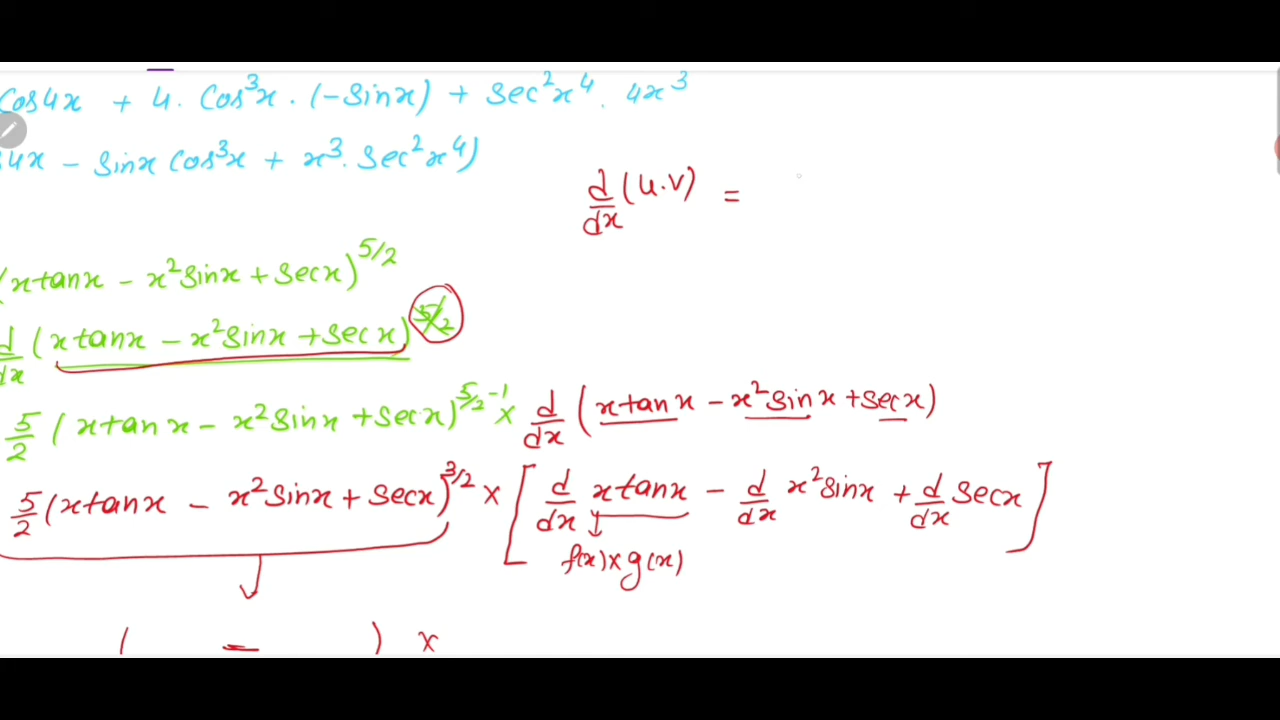 cos4x + 4. cos³x . (-sinx) + sec²x⁴ . 4x³
4x - sinx cos³x + x³. sec²x⁴)
d/dx (u.v) =
(xtanx - x²sinx + secx)^5/2
d/dx (xtanx - x²sinx + secx)^5/2
5/2 (xtanx - x²sinx + secx)^5/2-1 × d/dx (xtanx - x²sinx + secx)
5/2 (xtanx - x²sinx + secx)^3/2 × [d/dx xtanx - d/dx x²sinx + d/dx secx]
f(x) x g(x)
( - ) x